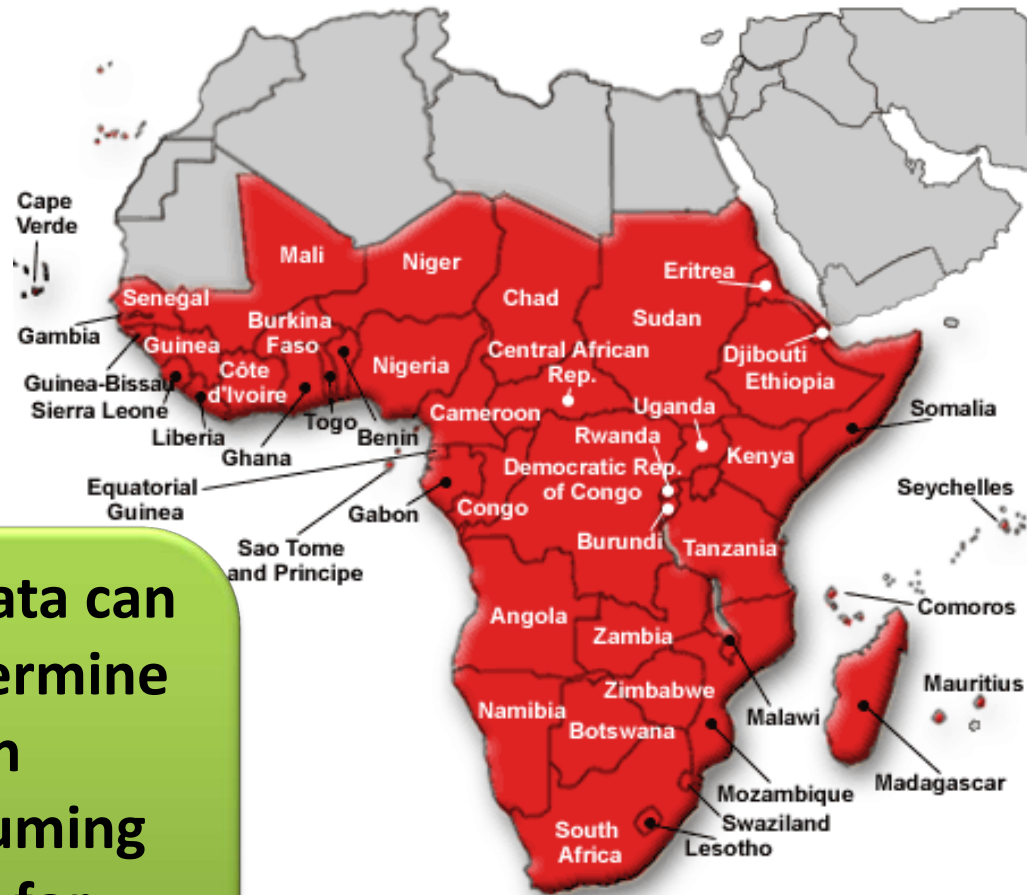 Cape
Verde
Mali
Niger
Chad
Eritrea
Sudan
Senegal
Gambia
Guinea
Burkina
Faso
Nigeria
Central African
Rep.
Djibouti
Ethiopia
Côte
d'Ivoire
Guinea-Bissau
Sierra Leone
Liberia
Ghana
Togo
Benin
Cameroon
Uganda
Rwanda
Kenya
Somalia
Democratic Rep.
of Congo
Equatorial
Guinea
Gabon
Congo
Seychelles
Burundi
Tanzania
Sao Tome
and Principe
Comoros
Angola
Zambia
Malawi
Mauritius
Zimbabwe
Namibia
Botswana
Madagascar
Mozambique
Swaziland
Lesotho
South
Africa
ata can
ermine
n
uming
for